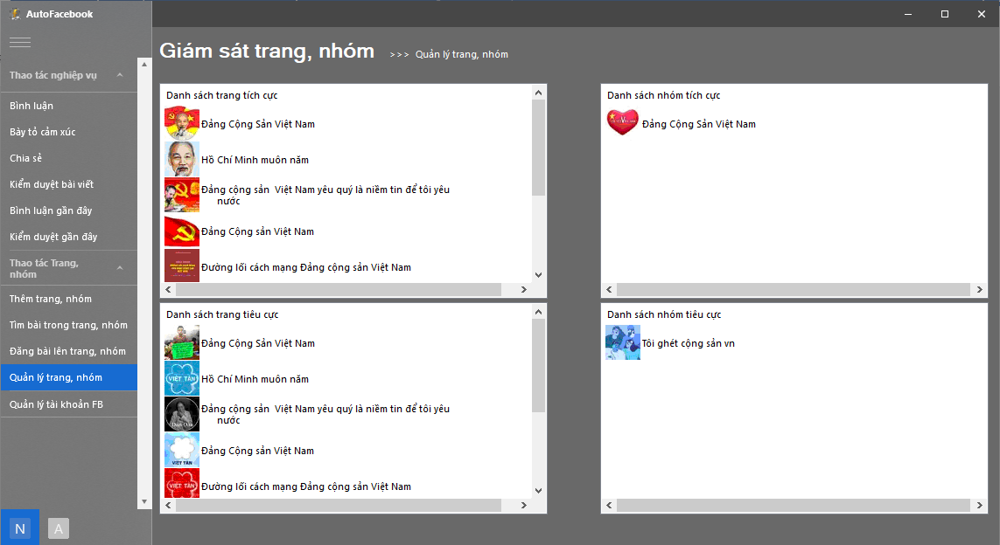 AutoFacebook
Thao tác nghiệp vụ
Bình luận
Bày tỏ cảm xúc
Chia sẻ
Kiểm duyệt bài viết
Bình luận gần đây
Kiểm duyệt gần đây
Thao tác Trang,
nhóm
Thêm trang, nhóm
Tìm bài trong trang, nhóm
Đăng bài lên trang, nhóm
Quản lý trang, nhóm
Quản lý tài khoản FB
N A
Giám sát trang, nhóm >>> Quản lý trang, nhóm
Danh sách trang tích cực
Đảng Cộng Sản Việt Nam
Hồ Chí Minh muôn năm
Đảng cộng sản  Việt Nam yêu quý là niềm tin để tôi yêu
nước
Đảng Cộng sản Việt Nam
Đường lối cách mạng Đảng cộng sản Việt Nam
Danh sách nhóm tích cực
Đảng Cộng Sản Việt Nam
Danh sách trang tiêu cực
Đảng Cộng Sản Việt Nam
VIỆT TÂN
Hồ Chí Minh muôn năm
Đảng cộng sản  Việt Nam yêu quý là niềm tin để tôi yêu
nước
VIỆT TÂN
Đảng Cộng sản Việt Nam
VIỆT TÂN
Đường lối cách mạng Đảng cộng sản Việt Nam
Danh sách nhóm tiêu cực
Tôi ghét cộng sản vn